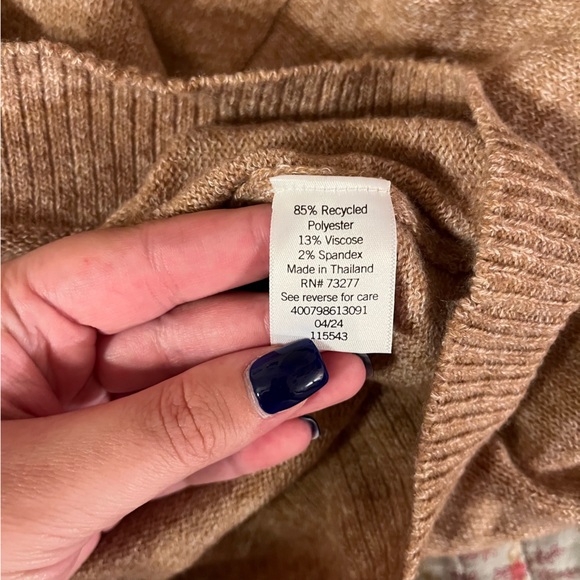 85% Recycled
Polyester
13% Viscose
2% Spandex
Made in Thailand
RN# 73277
See reverse for care
400798613091
04/24
115543